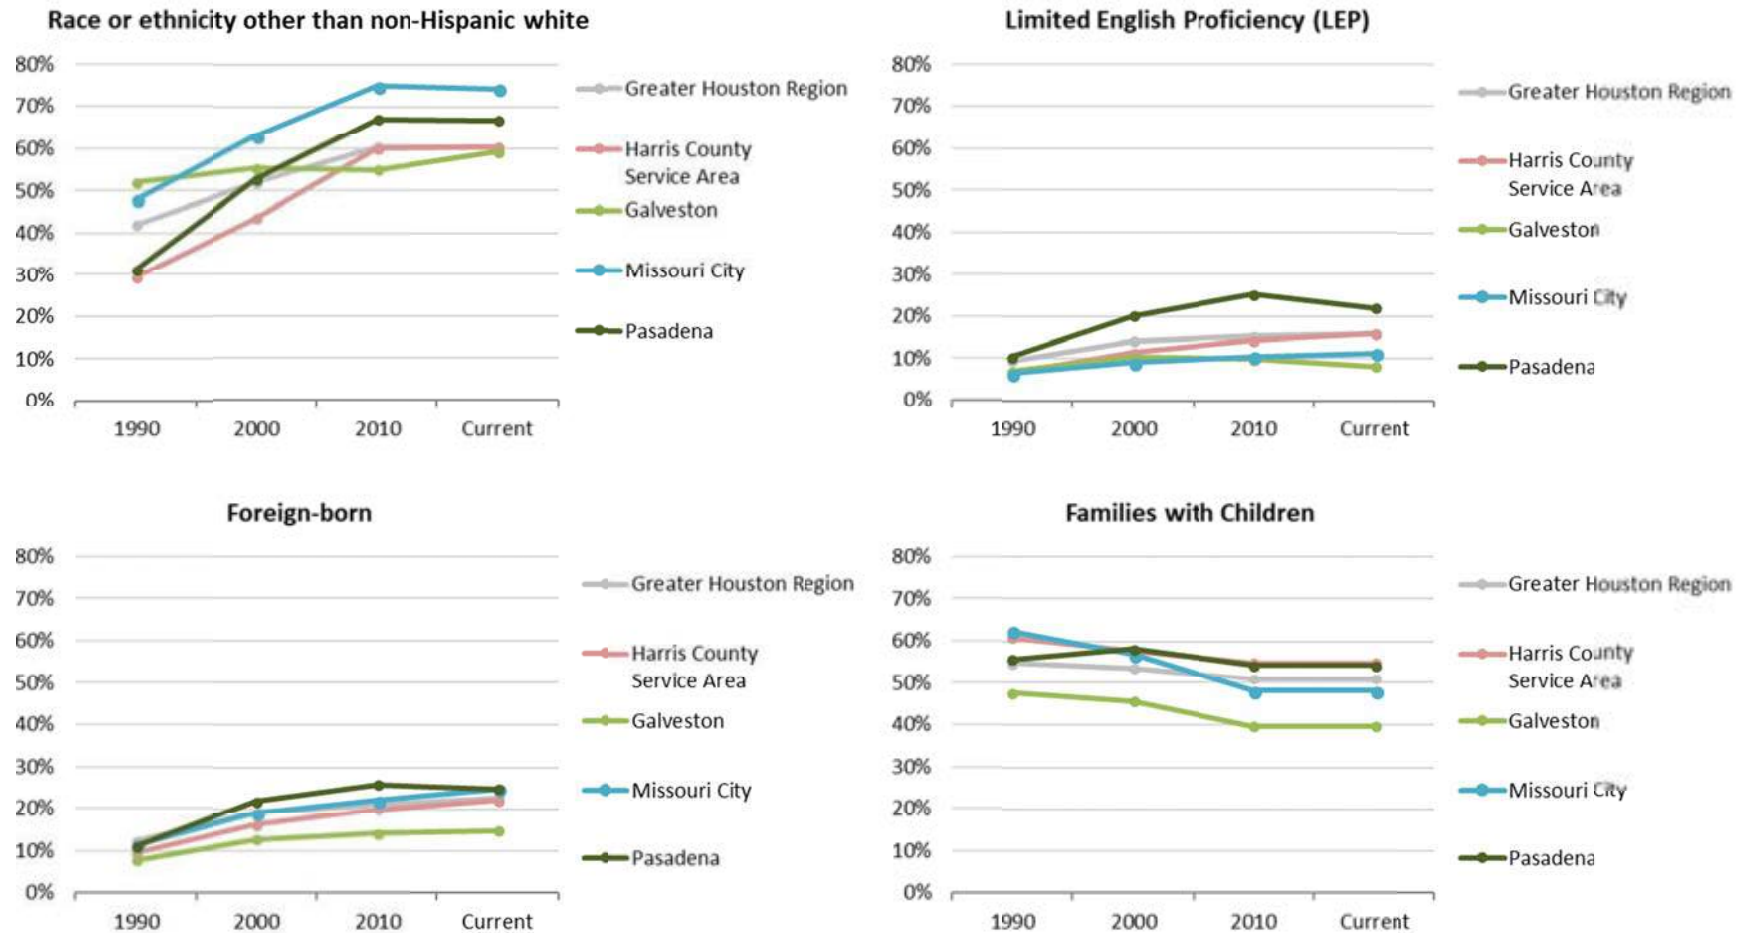 Race or ethnicity other than non-Hispanic white
80%
70%
60%
50%
40%
30%
20%
10%
0%
1990 2000 2010 Current
Greater Houston Region
Harris County
Service Area
Galveston
Missouri City
Pasadena
Limited English Proficiency (LEP)
80%
70%
60%
50%
40%
30%
20%
10%
0%
1990 2000 2010 Current
Greater Houston Region
Harris County
Service Area
Galveston
Missouri City
Pasadena
Foreign-born
80%
70%
60%
50%
40%
30%
20%
10%
0%
1990 2000 2010 Current
Greater Houston Region
Harris County
Service Area
Galveston
Missouri City
Pasadena
Families with Children
80%
70%
60%
50%
40%
30%
20%
10%
0%
1990 2000 2010 Current
Greater Houston Region
Harris County
Service Area
Galveston
Missouri City
Pasadena